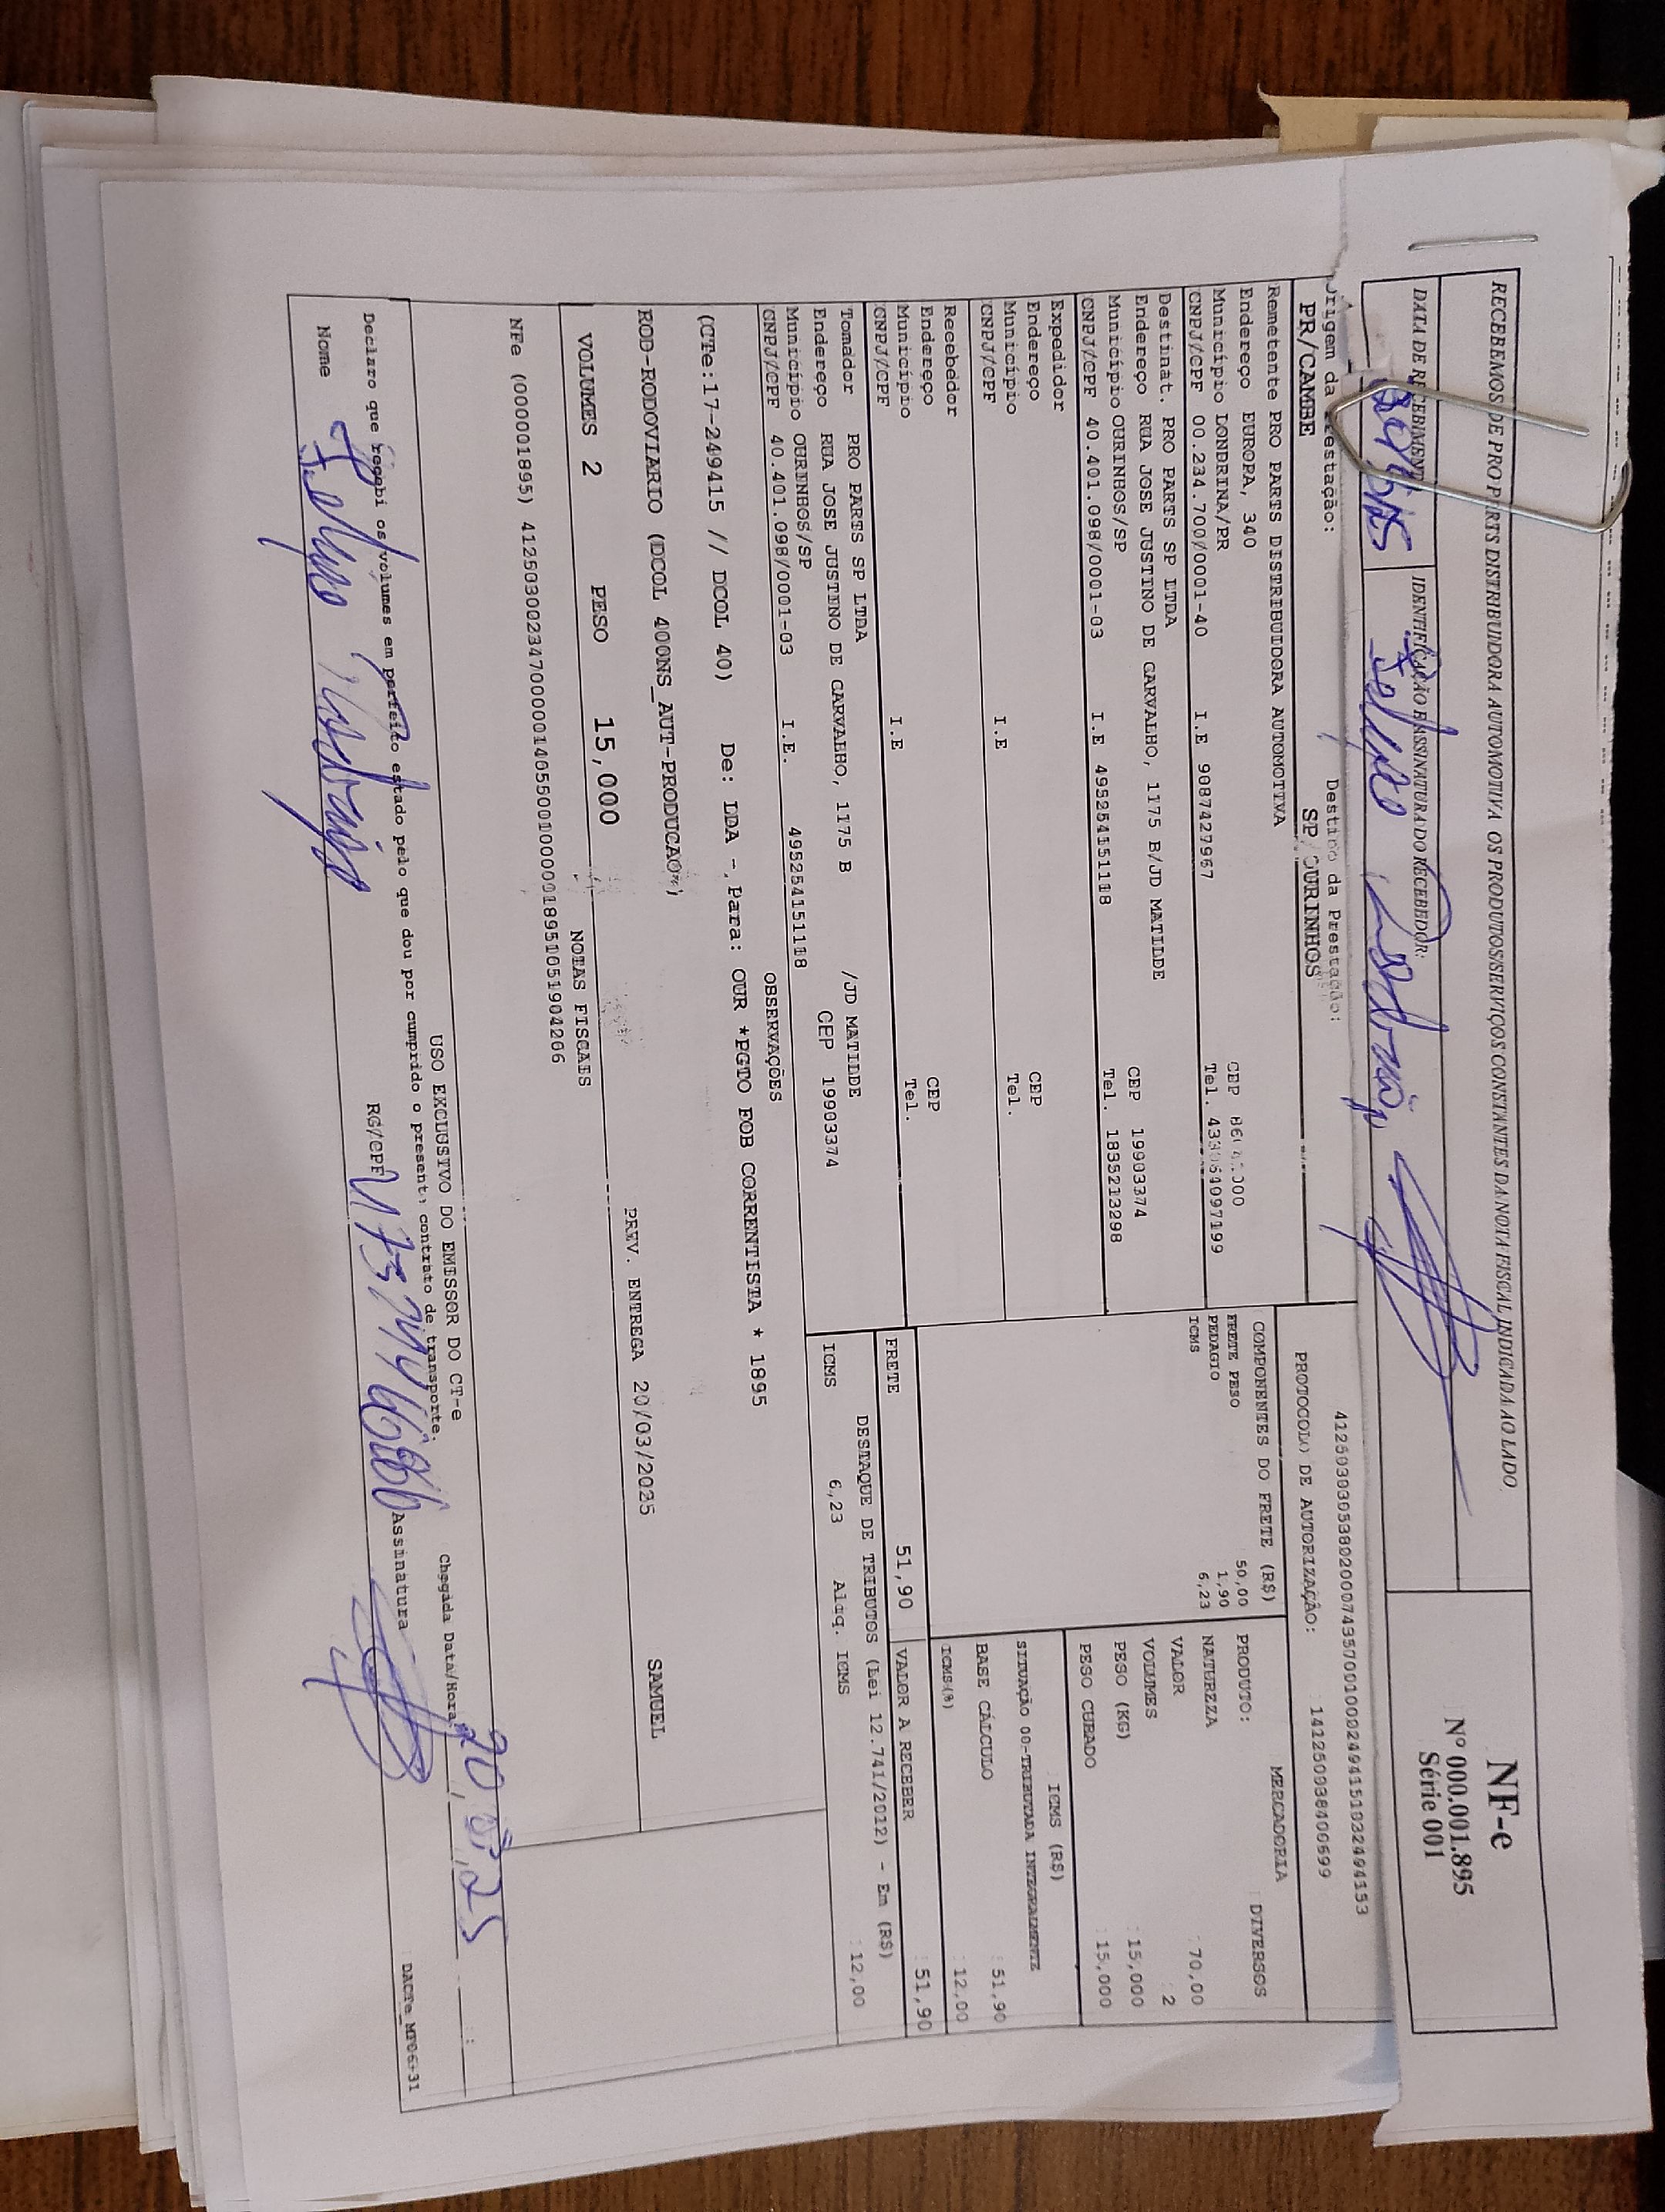 RECEBEMOS DE PRO PARTS DISTRIBUIDORA AUTOMOTIVA OS PRODUTOS/SERVIÇOS CONSTANTES DA NOTA FISCAL INDICADA AO LADO
NF-e
Nº 000.001.895
Série 001
DATA DE RECEBIMENTO
IDENTIFICAÇÃO E ASSINATURA DO RECEBEDOR:
Origem da Prestação:
PR/CAMBE
Destino da Prestação:
SP/OURINHOS
PROTOCOLO DE AUTORIZAÇÃO:
Remetente PRO PARTS DISTRIBUIDORA AUTOMOTIVA
Endereço EUROPA, 340
CEP
Município LONDRINA/PR
Tel.
CNPJ/CPF 00.234.700/0001-40 I.E 9087427967
Destinat. PRO PARTS SP LTDA
Endereço RUA JOSE JUSTINO DE CARVALHO, 1175 B/JD MATILDE CEP 19903374
Município OURINHOS/SP Tel. 1835213298
CNPJ/CPF 40.401.098/0001-03 I.E 495254151118
Expedidor
Endereço CEP
Município Tel.
CNPJ/CPF I.E
Recebedor
Endereço CEP
Município Tel.
CNPJ/CPF I.E
Tomador PRO PARTS SP LTDA
Endereço RUA JOSE JUSTINO DE CARVALHO, 1175 B /JD MATILDE
Município OURINHOS/SP CEP 19903374
CNPJ/CPF 40.401.098/0001-03 I.E. 495254151118
COMPONENTES DO FRETE (R$)
FRETE PESO 50,00
PEDAGIO 1,90
ICMS 6,23
MERCADORIA
PRODUTO: DIVERSOS
NATUREZA
VALOR 70,00
VOLUMES 2
PESO (KG) 15,000
PESO CUBADO 15,000
ICMS (R$)
SITUAÇÃO 00-TRIBUTADA INTEGRALMENTE
BASE CÁLCULO 51,90
ICMS(%) 12,00
FRETE 51,90
VALOR A RECEBER 51,90
DESTAQUE DE TRIBUTOS (Lei 12.741/2012) - Em (R$)
ICMS 6,23 Alíq. ICMS 12,00
OBSERVAÇÕES
(CTe:17-249415 // DCOL 40) De: LDA - Para: OUR *PGTO FOB CORRENTISTA * 1895
ROD-RODOVIARIO (DCOL 400NS_AUT-PRODUCAO*)
VOLUMES 2 PESO 15,000 PREV. ENTREGA 20/03/2025 SAMUEL
NOTAS FISCAIS
NFe (000001895) 41250300234700000140550010000018951051904206
USO EXCLUSIVO DO EMISSOR DO CT-e
Declaro que recebi os volumes em perfeito estado pelo que dou por cumprido o presente contrato de transporte.
Chegada Data/Hora
Nome
RG/CPF
Assinatura
DACTe_MF06+31